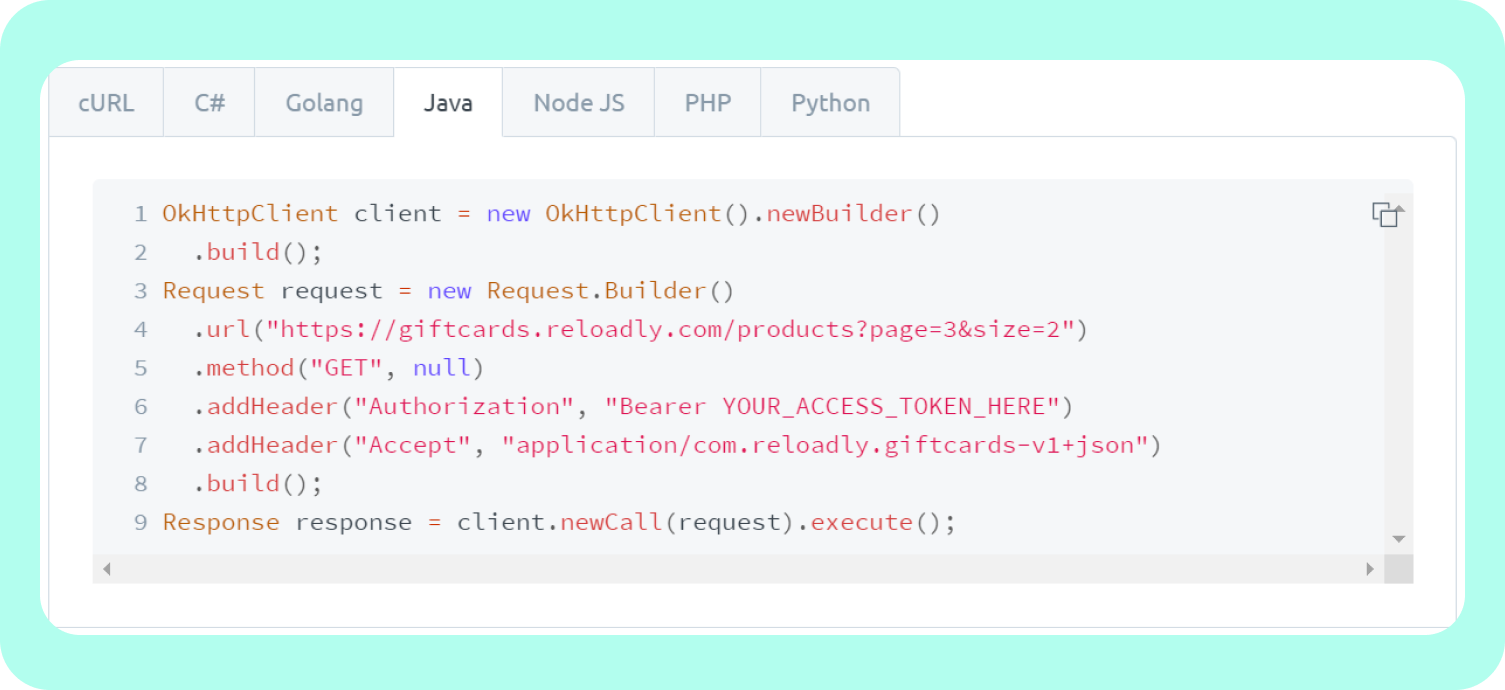 cURL C# Golang Java Node JS PHP Python
1 OkHttpClient client = new OkHttpClient().newBuilder()
2   .build();
3 Request request = new Request.Builder()
4   .url("https://giftcards.reloadly.com/products?page=3&size=2")
5   .method("GET", null)
6   .addHeader("Authorization", "Bearer YOUR_ACCESS_TOKEN_HERE")
7   .addHeader("Accept", "application/com.reloadly.giftcards-v1+json")
8   .build();
9 Response response = client.newCall(request).execute();